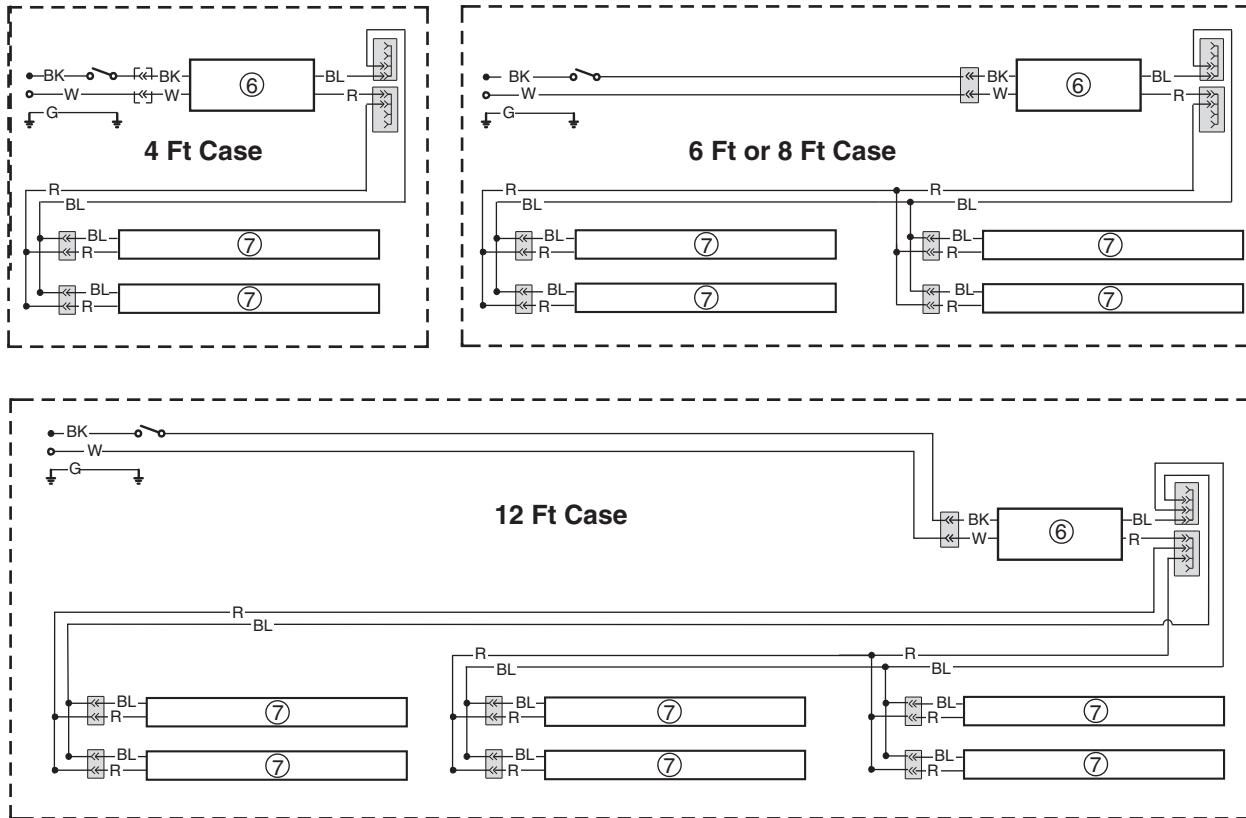 BK BK ⑥ BL
W W R
G
4 Ft Case
R
BL
BL ⑦
R
BL ⑦
R
BK BK ⑥ BL
W W R
G
6 Ft or 8 Ft Case
R R
BL BL
BL ⑦ BL ⑦
R R
BL ⑦ BL ⑦
R R
BK
W
G
12 Ft Case
BK ⑥ BL
W R
R
BL
R R
BL BL
BL ⑦ BL ⑦ BL ⑦
R R R
BL ⑦ BL ⑦ BL ⑦
R R R